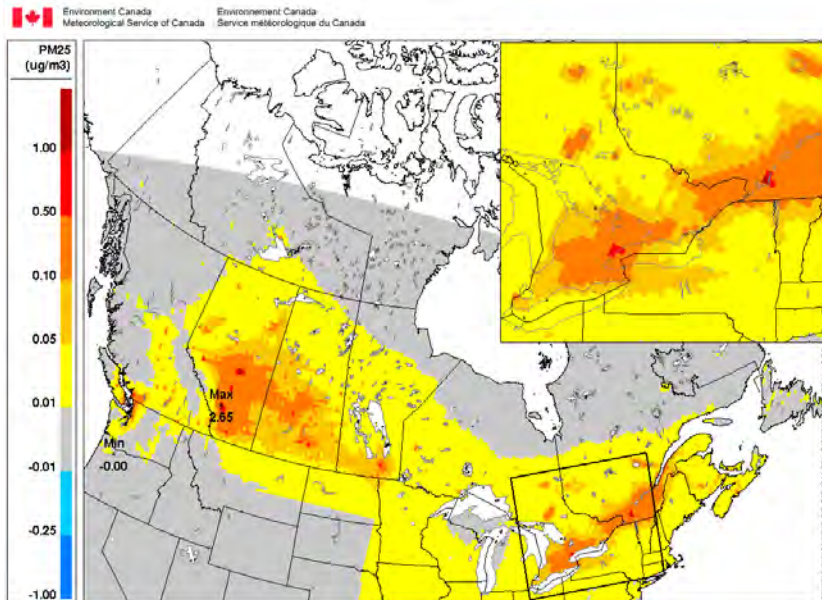 Environment Canada
Meteorological Service of Canada
Environnement Canada
Service météorologique du Canada
PM25
(ug/m3)
1.00
0.50
0.10
0.05
0.01
-0.01
-0.25
-1.00
Max
2.65
Min
-0.00